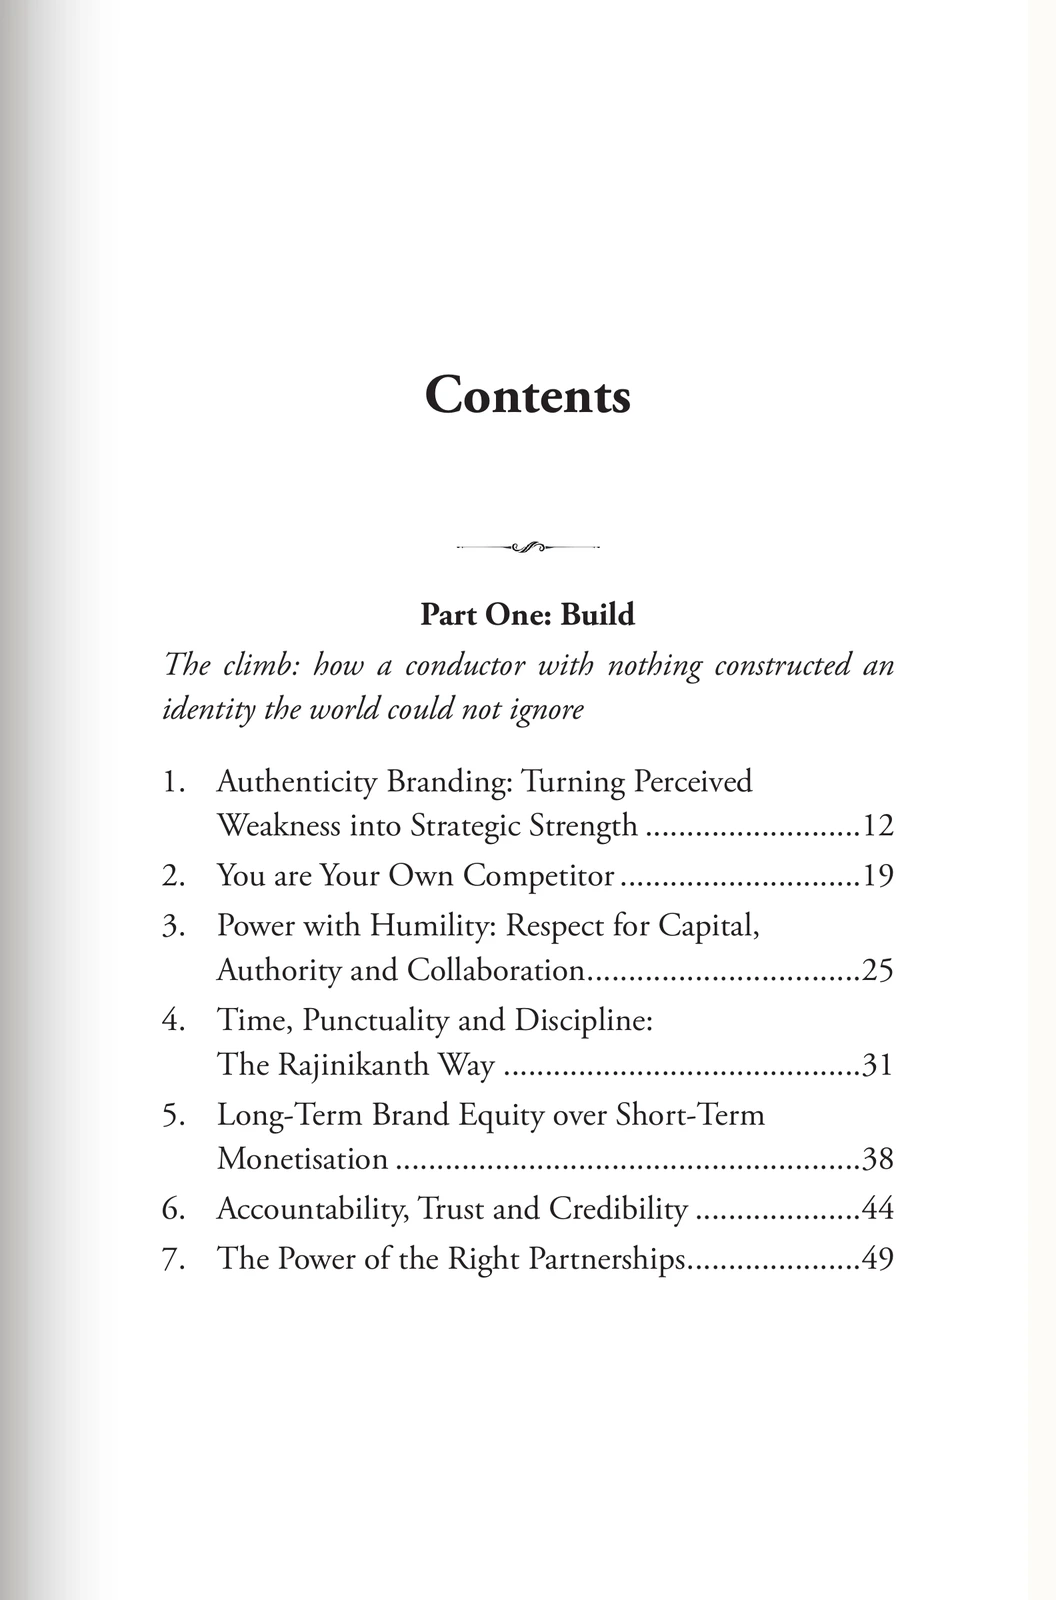 Contents
Part One: Build
The climb: how a conductor with nothing constructed an
identity the world could not ignore
1. Authenticity Branding: Turning Perceived
Weakness into Strategic Strength ..........................12
2. You are Your Own Competitor.............................19
3. Power with Humility: Respect for Capital,
Authority and Collaboration.................................25
4. Time, Punctuality and Discipline:
The Rajinikanth Way ...........................................31
5. Long-Term Brand Equity over Short-Term
Monetisation ........................................................38
6. Accountability, Trust and Credibility ....................44
7. The Power of the Right Partnerships.....................49